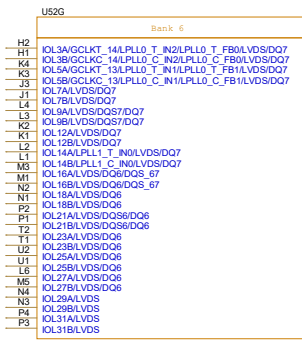 U52G
Bank 6
H2 IOL3A/GCLKT_14/LPLL0_T_IN2/LPLL0_T_FB0/LVDS/DQ7
H1 IOL3B/GCLKC_14/LPLL0_C_IN2/LPLL0_C_FB0/LVDS/DQ7
K4 IOL5A/GCLKT_13/LPLL0_T_IN1/LPLL0_T_FB1/LVDS/DQ7
K3 IOL5B/GCLKC_13/LPLL0_C_IN1/LPLL0_C_FB1/LVDS/DQ7
J3 IOL7A/LVDS/DQ7
J1 IOL7B/LVDS/DQ7
L4 IOL9A/LVDS/DQS7/DQ7
L3 IOL9B/LVDS/DQS7/DQ7
K2 IOL12A/LVDS/DQ7
K1 IOL12B/LVDS/DQ7
L2 IOL14A/LPLL1_T_IN0/LVDS/DQ7
L1 IOL14B/LPLL1_C_IN0/LVDS/DQ7
M3 IOL16A/LVDS/DQ6/DQS_67
M1 IOL16B/LVDS/DQ6/DQS_67
N2 IOL18A/LVDS/DQ6
N1 IOL18B/LVDS/DQ6
P2 IOL21A/LVDS/DQS6/DQ6
P1 IOL21B/LVDS/DQS6/DQ6
T2 IOL23A/LVDS/DQ6
T1 IOL23B/LVDS/DQ6
U2 IOL25A/LVDS/DQ6
U1 IOL25B/LVDS/DQ6
L6 IOL27A/LVDS/DQ6
M5 IOL27B/LVDS/DQ6
N4 IOL29A/LVDS
N3 IOL29B/LVDS
P4 IOL31A/LVDS
P3 IOL31B/LVDS